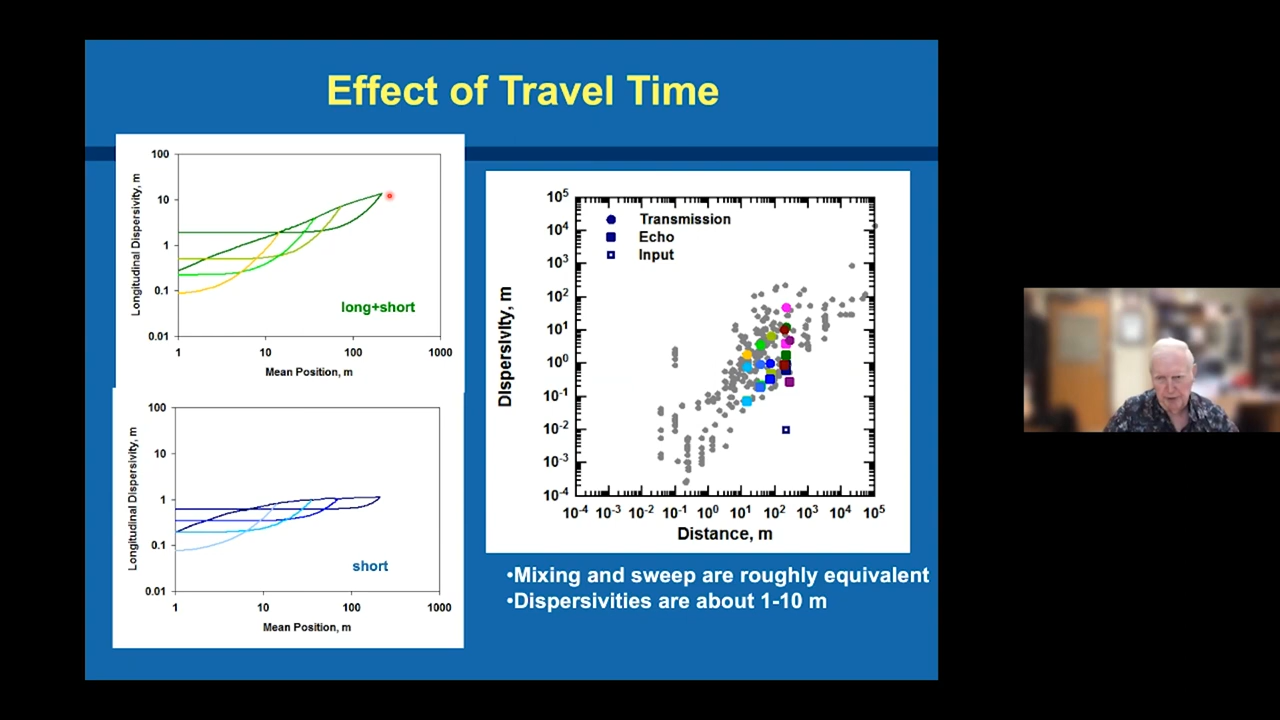 Effect of Travel Time
100
10
1
0.1
0.01
Longitudinal Dispersivity, m
long+short
1 10 100 1000
Mean Position, m
100
10
1
0.1
0.01
Longitudinal Dispersivity, m
short
1 10 100 1000
Mean Position, m
10⁵
10⁴
10³
10²
10¹
10⁰
10⁻¹
10⁻²
10⁻³
10⁻⁴
Dispersivity, m
Transmission
Echo
Input
10⁻⁴ 10⁻³ 10⁻² 10⁻¹ 10⁰ 10¹ 10² 10³ 10⁴ 10⁵
Distance, m
•Mixing and sweep are roughly equivalent
•Dispersivities are about 1-10 m